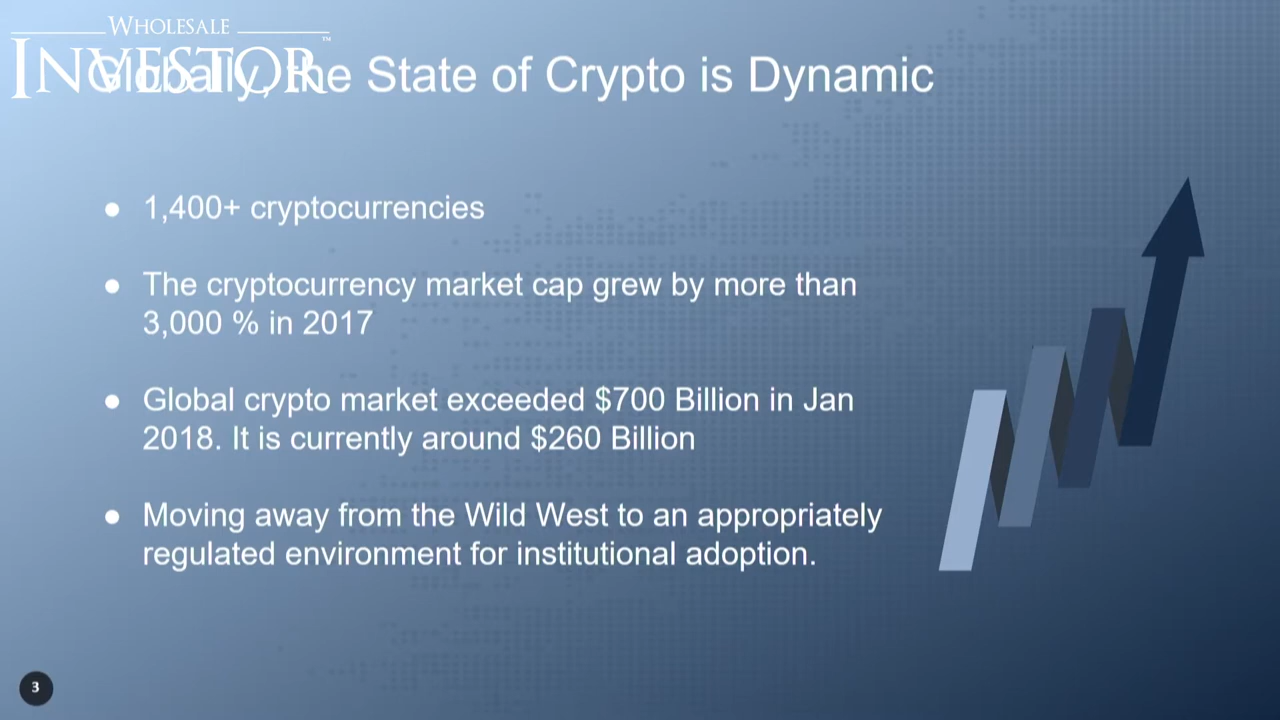 WHOLESALE
INVESTOR™
Globally, the State of Crypto is Dynamic
● 1,400+ cryptocurrencies
● The cryptocurrency market cap grew by more than
3,000 % in 2017
● Global crypto market exceeded $700 Billion in Jan
2018. It is currently around $260 Billion
● Moving away from the Wild West to an appropriately
regulated environment for institutional adoption.
3